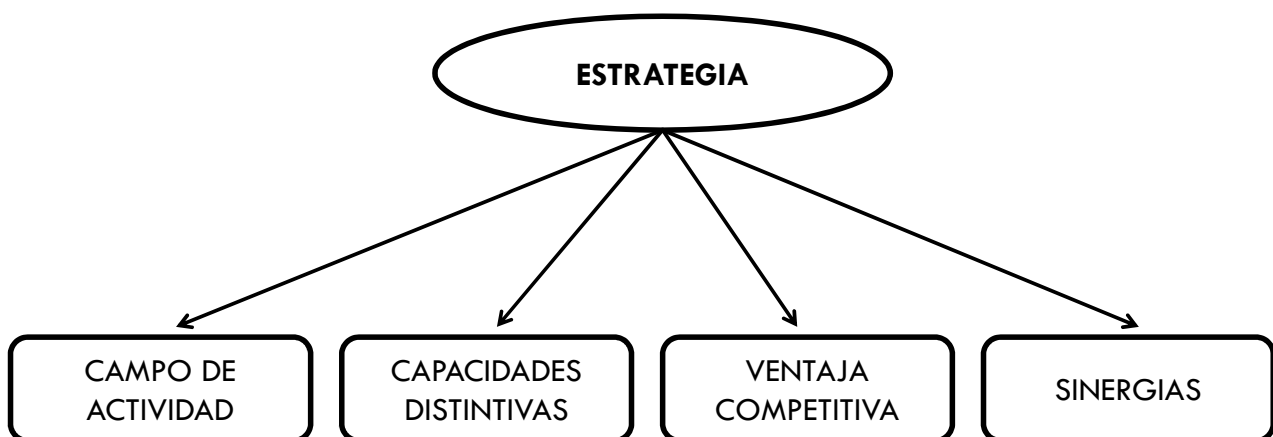 ESTRATEGIA
CAMPO DE
ACTIVIDAD
CAPACIDADES
DISTINTIVAS
VENTAJA
COMPETITIVA
SINERGIAS